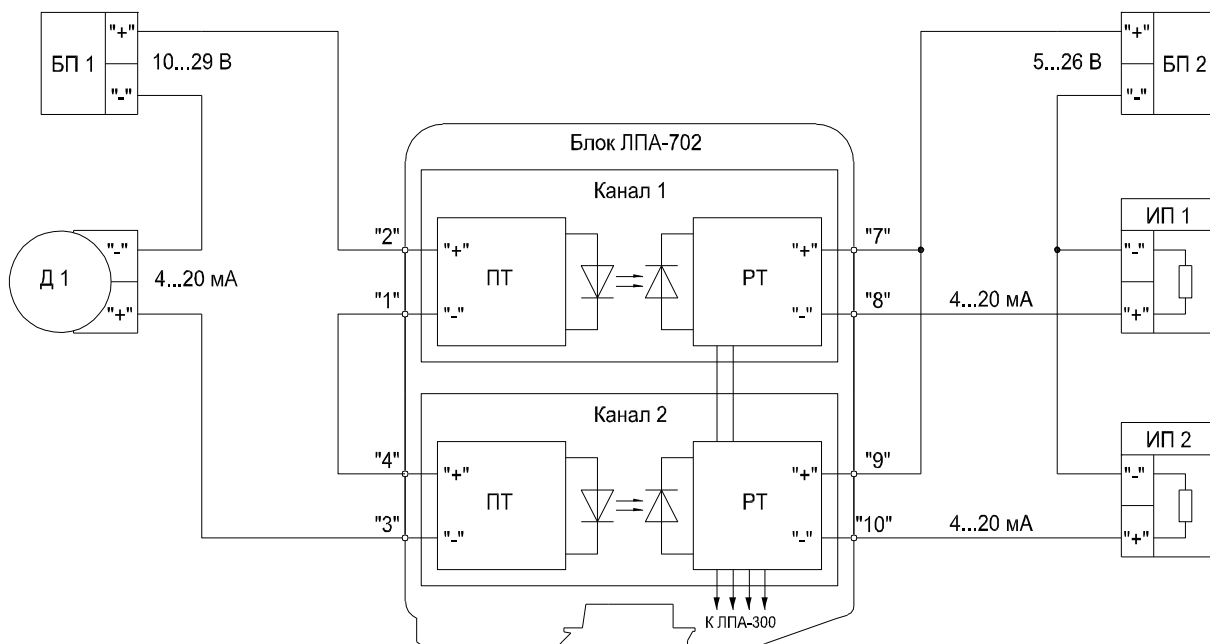 БП 1
"+"
"-"
10...29 В
5...26 В
"+"
"-"
БП 2
Блок ЛПА-702
Канал 1
Д 1
"-"
"+"
4...20 мА
"2"
"1"
"+"
"-"
ПТ
РТ
"+"
"-"
"7"
"8"
4...20 мА
ИП 1
"-"
"+"
Канал 2
"4"
"3"
"+"
"-"
ПТ
РТ
"+"
"-"
"9"
"10"
4...20 мА
ИП 2
"-"
"+"
К ЛПА-300